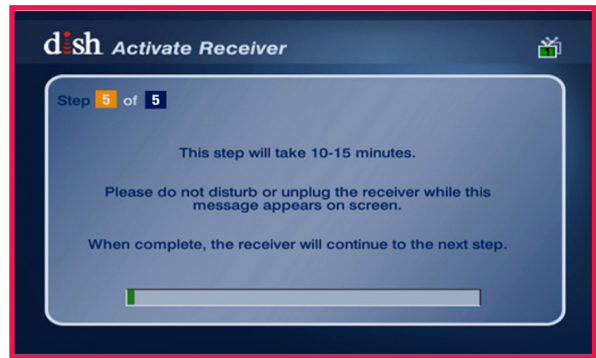 dish Activate Receiver
1
Step 5 of 5
This step will take 10-15 minutes.
Please do not disturb or unplug the receiver while this
message appears on screen.
When complete, the receiver will continue to the next step.